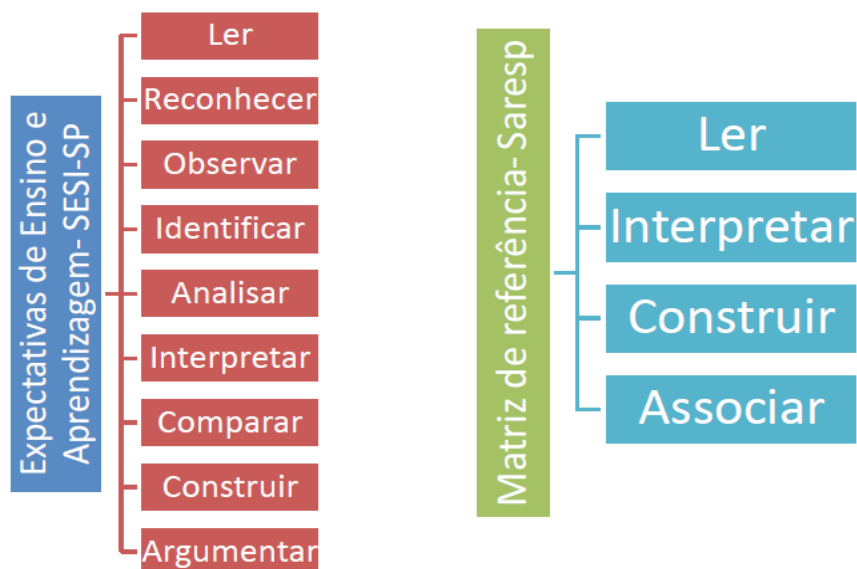 Expectativas de Ensino e
Aprendizagem- SESI-SP
Ler
Reconhecer
Observar
Identificar
Analisar
Interpretar
Comparar
Construir
Argumentar
Matriz de referência- Saresp
Ler
Interpretar
Construir
Associar